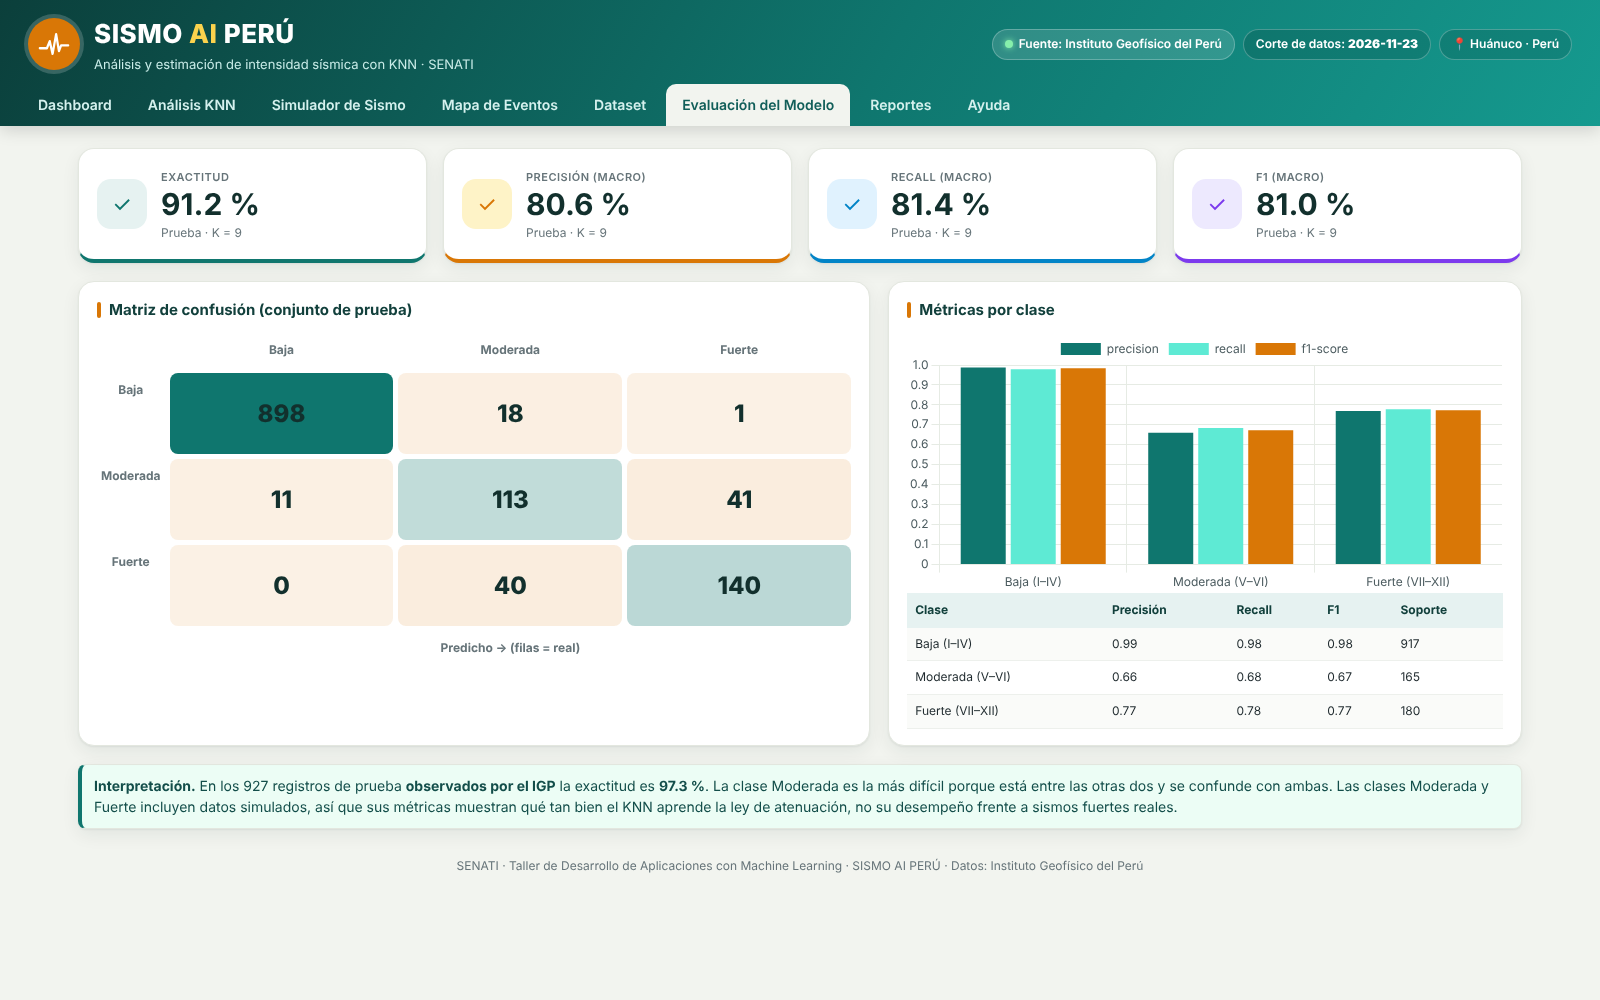 SISMO AI PERÚ
Análisis y estimación de intensidad sísmica con KNN · SENATI
Fuente: Instituto Geofísico del Perú
Corte de datos: 2026-11-23
Huánuco · Perú
Dashboard
Análisis KNN
Simulador de Sismo
Mapa de Eventos
Dataset
Evaluación del Modelo
Reportes
Ayuda
EXACTITUD
91.2 %
Prueba · K = 9
PRECISIÓN (MACRO)
80.6 %
Prueba · K = 9
RECALL (MACRO)
81.4 %
Prueba · K = 9
F1 (MACRO)
81.0 %
Prueba · K = 9
Matriz de confusión (conjunto de prueba)
Baja Moderada Fuerte
Baja 898 18 1
Moderada 11 113 41
Fuerte 0 40 140
Predicho → (filas = real)
Métricas por clase
precision recall f1-score
1.0
0.9
0.8
0.7
0.6
0.5
0.4
0.3
0.2
0.1
0
Baja (I–IV) Moderada (V–VI) Fuerte (VII–XII)
Clase Precisión Recall F1 Soporte
Baja (I–IV) 0.99 0.98 0.98 917
Moderada (V–VI) 0.66 0.68 0.67 165
Fuerte (VII–XII) 0.77 0.78 0.77 180
Interpretación. En los 927 registros de prueba observados por el IGP la exactitud es 97.3 %. La clase Moderada es la más difícil porque está entre las otras dos y se confunde con ambas. Las clases Moderada y
Fuerte incluyen datos simulados, así que sus métricas muestran qué tan bien el KNN aprende la ley de atenuación, no su desempeño frente a sismos fuertes reales.
SENATI · Taller de Desarrollo de Aplicaciones con Machine Learning · SISMO AI PERÚ · Datos: Instituto Geofísico del Perú